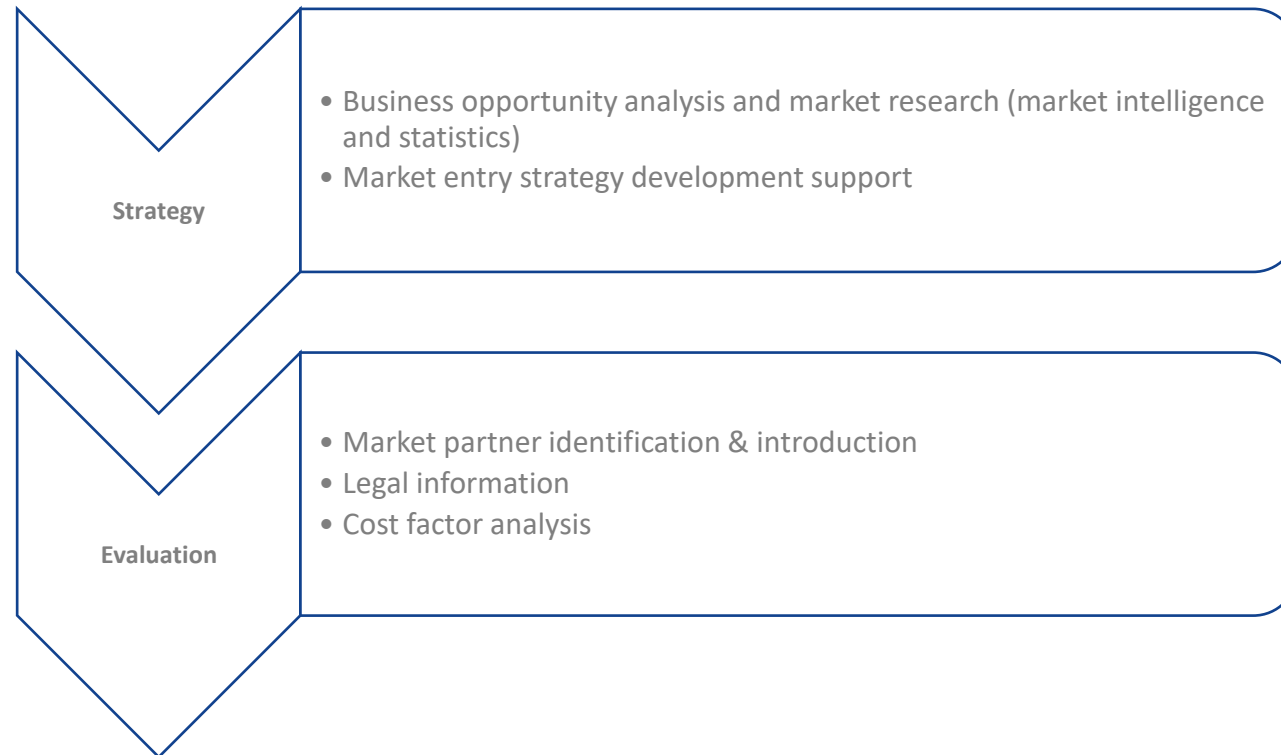 • Business opportunity analysis and market research (market intelligence
and statistics)
• Market entry strategy development support
Strategy
• Market partner identification & introduction
• Legal information
• Cost factor analysis
Evaluation